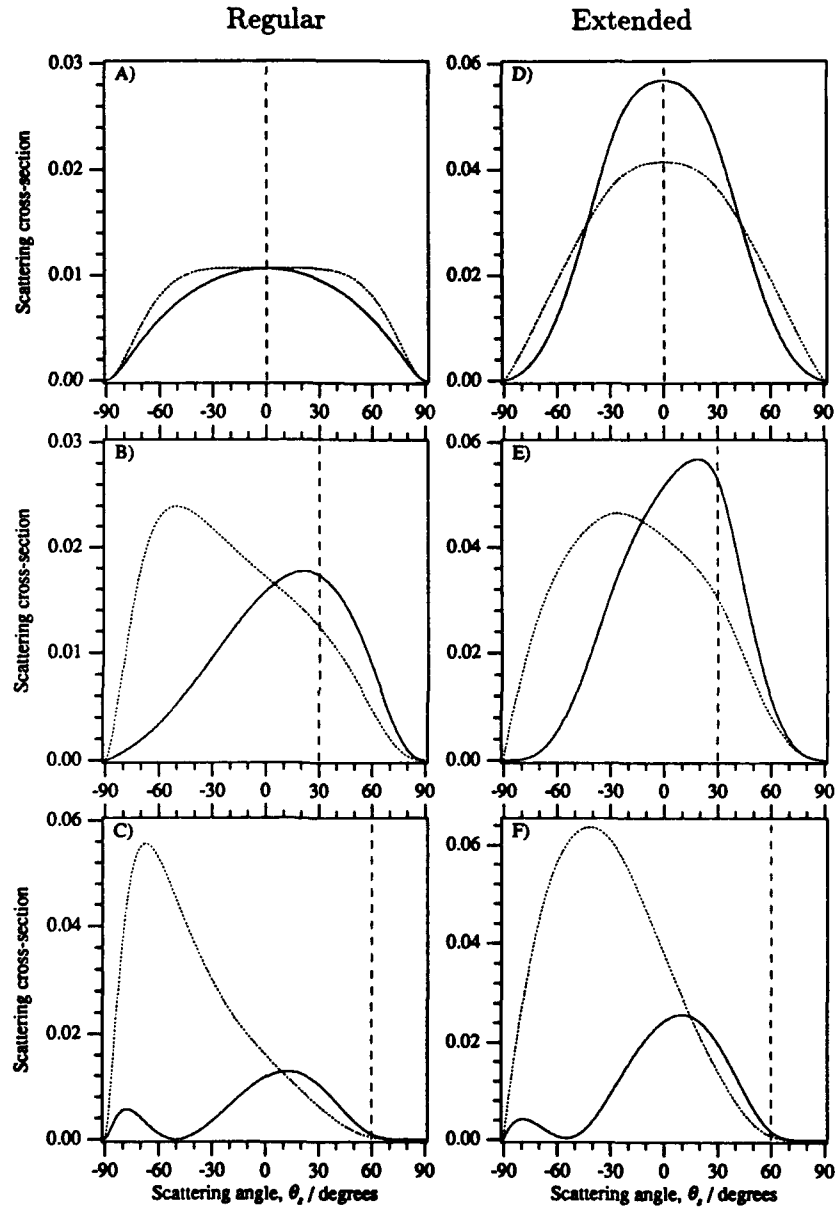 Regular Extended
A) D)
0.03 0.06
0.02 0.04
0.01 0.02
0.00 0.00
Scattering cross-section
-90 -60 -30 0 30 60 90 -90 -60 -30 0 30 60 90
B) E)
0.03 0.06
0.02 0.04
0.01 0.02
0.00 0.00
Scattering cross-section
-90 -60 -30 0 30 60 90 -90 -60 -30 0 30 60 90
C) F)
0.06 0.06
0.04 0.04
0.02 0.02
0.00 0.00
Scattering cross-section
-90 -60 -30 0 30 60 90 -90 -60 -30 0 30 60 90
Scattering angle, θs / degrees Scattering angle, θs / degrees